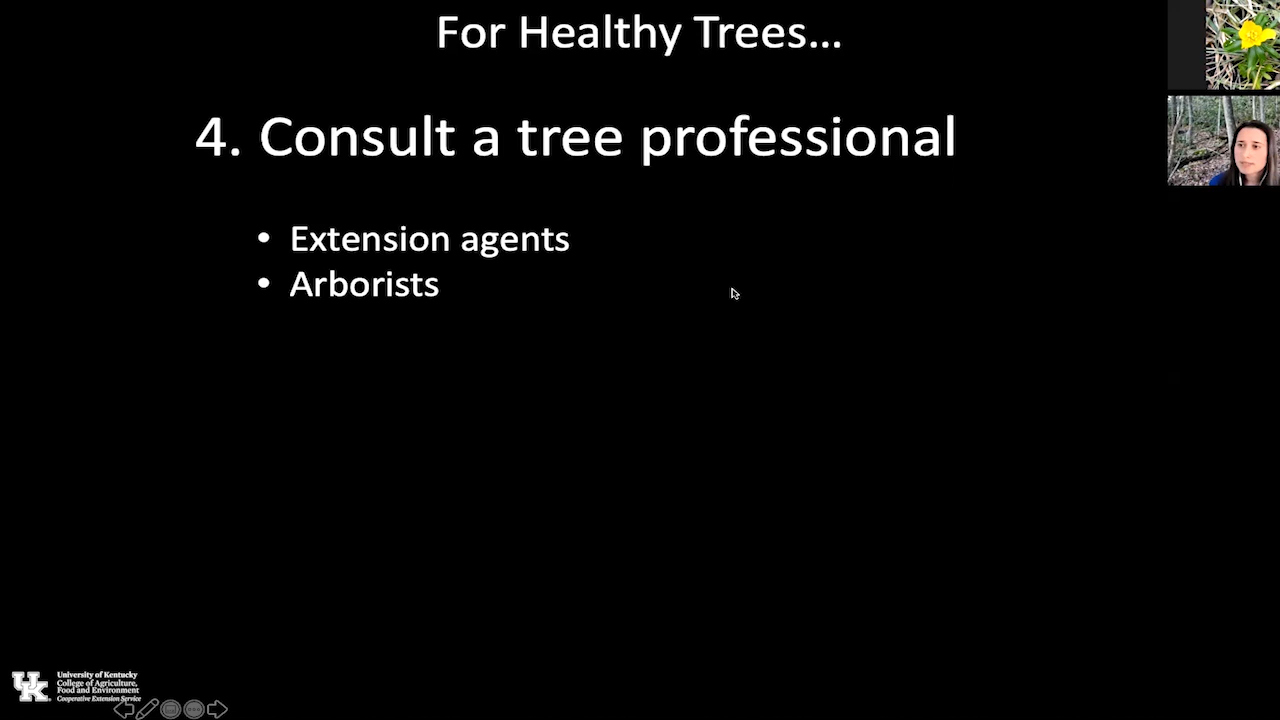 For Healthy Trees...
4. Consult a tree professional
• Extension agents
• Arborists
UK
University of Kentucky
College of Agriculture,
Food and Environment
Cooperative Extension Service